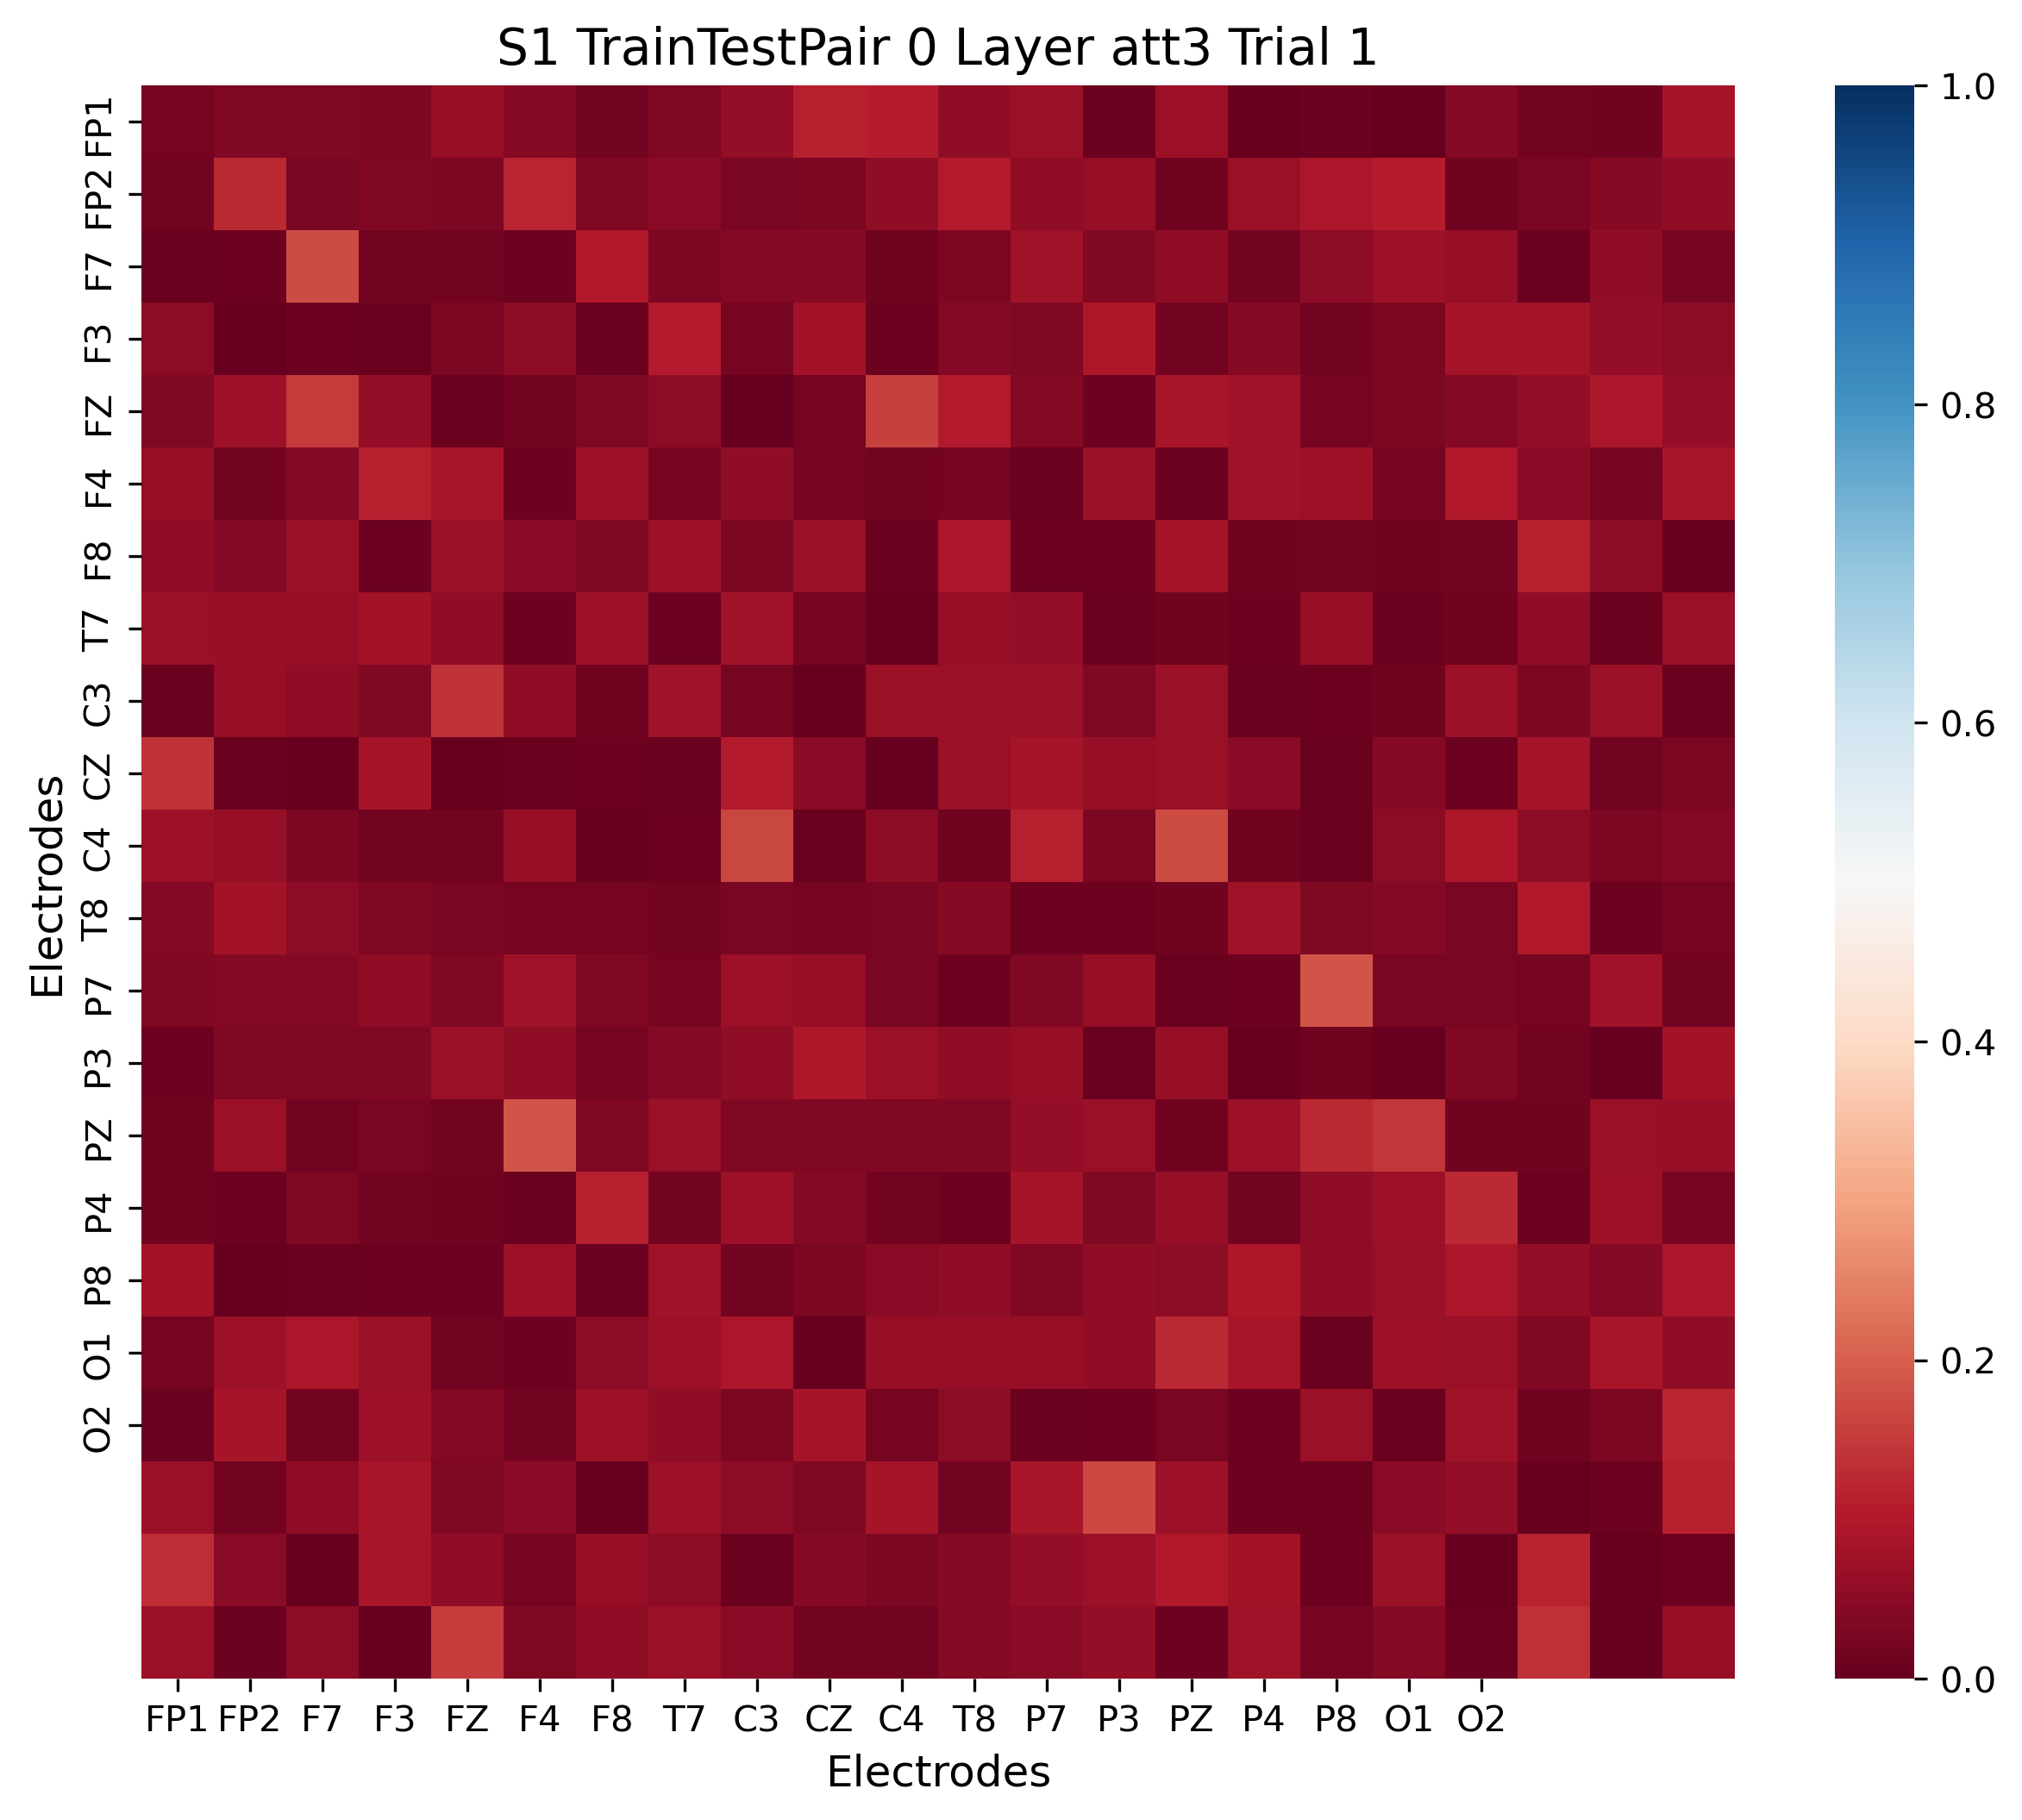 S1 TrainTestPair 0 Layer att3 Trial 1
Electrodes
FP1
FP2
F7
F3
FZ
F4
F8
T7
C3
CZ
C4
T8
P7
P3
PZ
P4
P8
O1
O2
FP1 FP2 F7 F3 FZ F4 F8 T7 C3 CZ C4 T8 P7 P3 PZ P4 P8 O1 O2
Electrodes
1.0
0.8
0.6
0.4
0.2
0.0